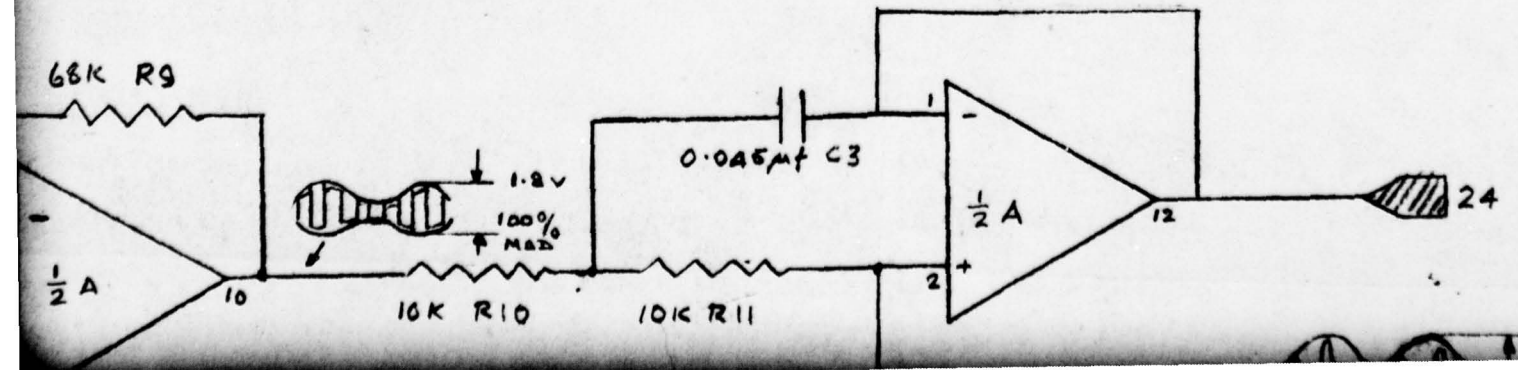 68K R9
1
-
0.045µf C3
1.8V
100%
MOD
½ A
12
24
-
½ A
10
2
+
10K R10
10K R11